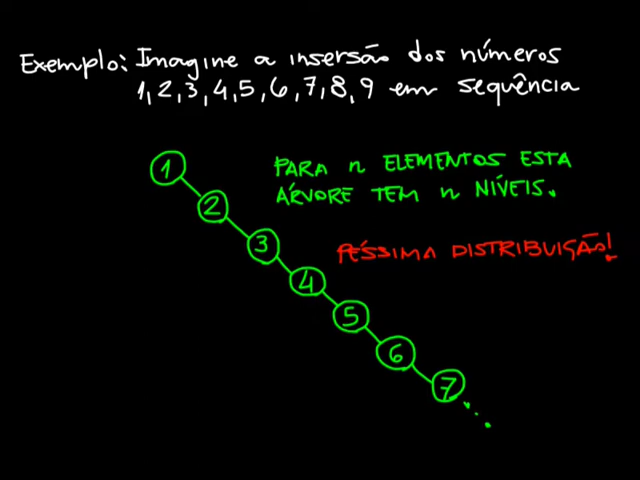 Exemplo: Imagine a insersão dos números
1, 2, 3, 4, 5, 6, 7, 8, 9 em sequência
PARA n ELEMENTOS ESTA
ÁRVORE TEM n NÍVEIS.
PÉSSIMA DISTRIBUIÇÃO!
1
2
3
4
5
6
7
...